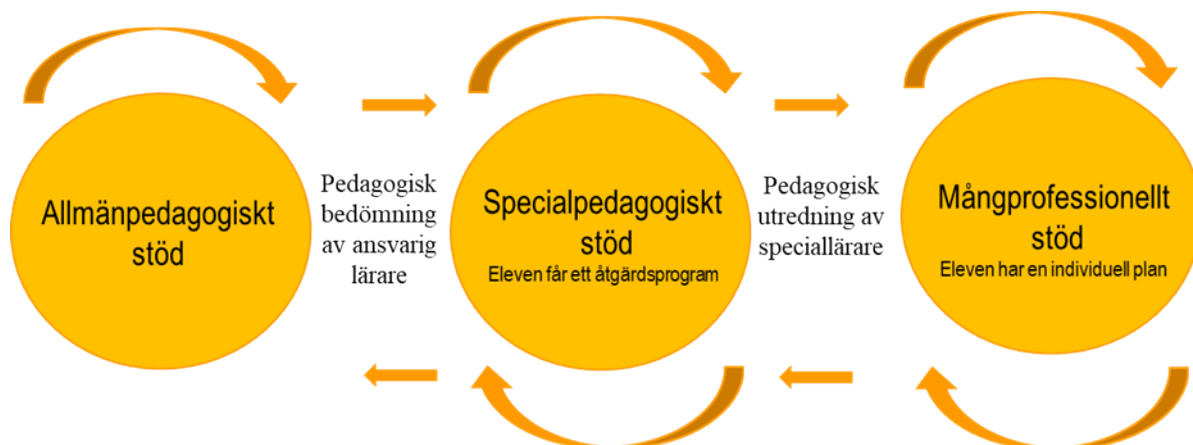 Allmänpedagogiskt
stöd
Pedagogisk
bedömning
av ansvarig
lärare
Specialpedagogiskt
stöd
Eleven får ett åtgärdsprogram
Pedagogisk
utredning av
speciallärare
Mångprofessionellt
stöd
Eleven har en individuell plan